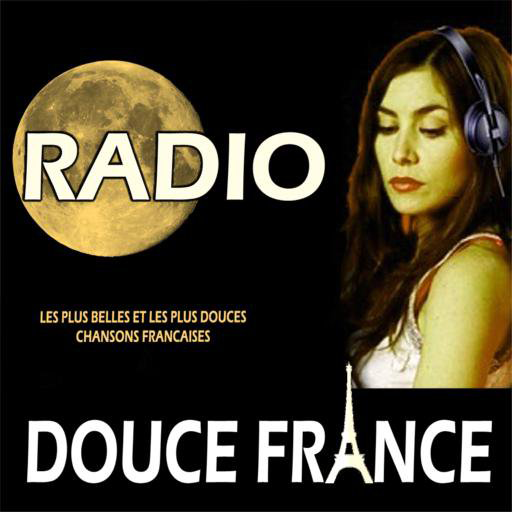 RADIO
LES PLUS BELLES ET LES PLUS DOUCES
CHANSONS FRANCAISES
DOUCE FRANCE